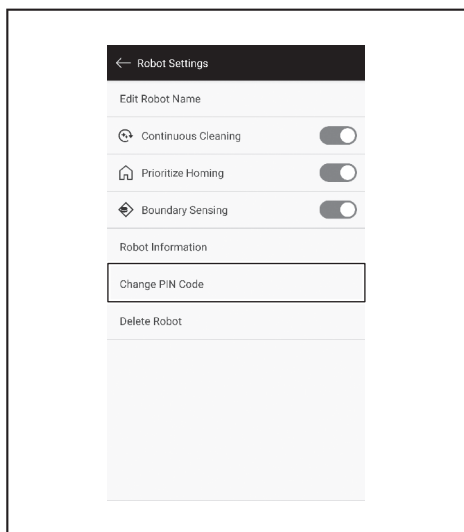 Robot Settings
Edit Robot Name
Continuous Cleaning
Prioritize Homing
Boundary Sensing
Robot Information
Change PIN Code
Delete Robot